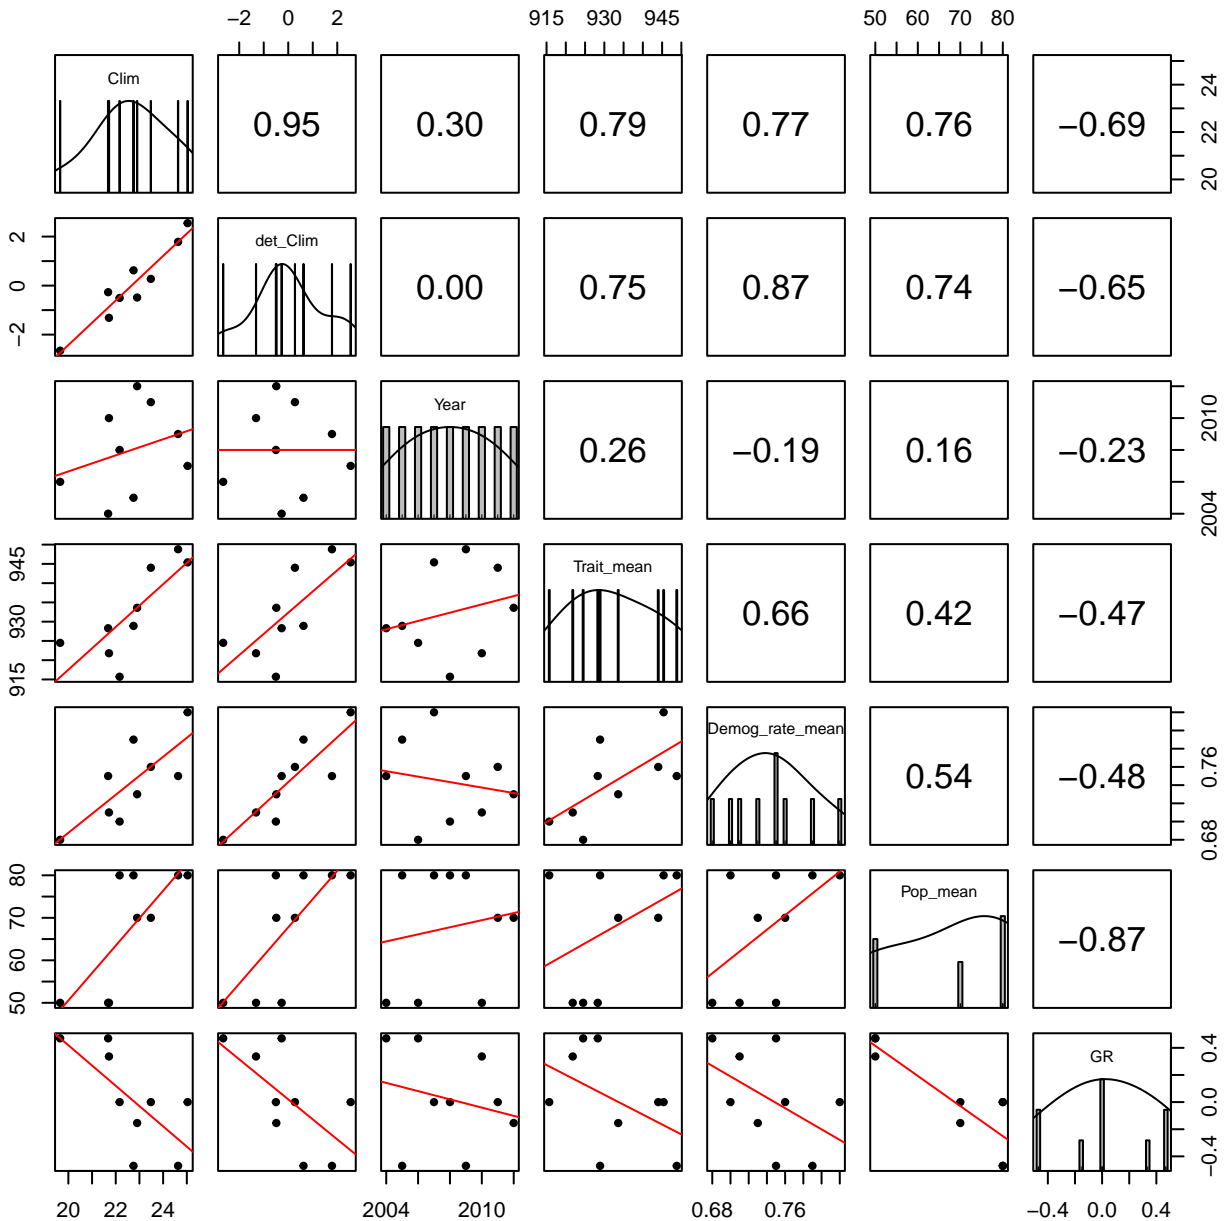 −2 0 2 915 930 945 50 60 70 80
Clim 0.95 0.30 0.79 0.77 0.76 −0.69 20 22 24
−2 0 2 det_Clim 0.00 0.75 0.87 0.74 −0.65
Year 0.26 −0.19 0.16 −0.23 2004 2010
915 930 945 Trait_mean 0.66 0.42 −0.47
Demog_rate_mean 0.54 −0.48 0.68 0.76
50 60 70 80 Pop_mean −0.87
GR −0.4 0.0 0.4
20 22 24 2004 2010 0.68 0.76 −0.4 0.0 0.4